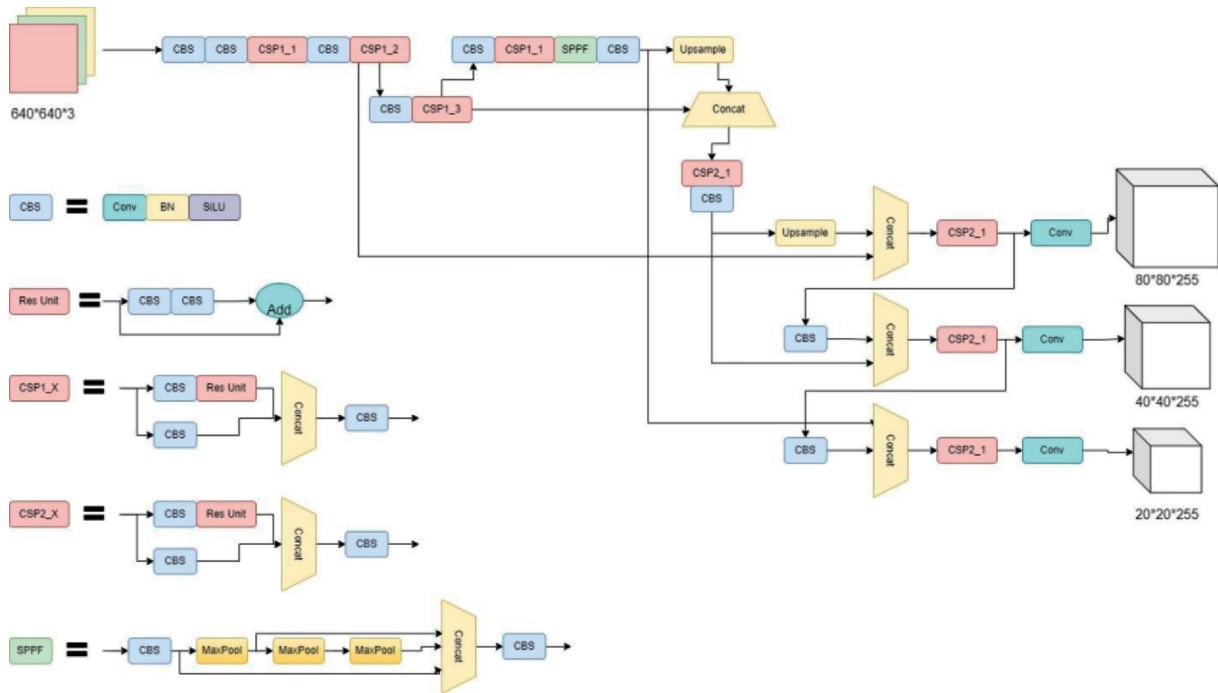 640*640*3
CBS CBS CSP1_1 CBS CSP1_2
CBS CSP1_3
CBS CSP1_1 SPPF CBS
Upsample
Concat
CSP2_1
CBS
Upsample
Concat
CSP2_1
Conv
80*80*255
CBS
Concat
CSP2_1
Conv
40*40*255
CBS
Concat
CSP2_1
Conv
20*20*255
CBS = Conv BN SiLU
Res Unit = CBS CBS Add
CSP1_X = CBS Res Unit
CBS
Concat
CBS
CSP2_X = CBS Res Unit
CBS
Concat
CBS
SPPF = CBS MaxPool MaxPool MaxPool
Concat
CBS